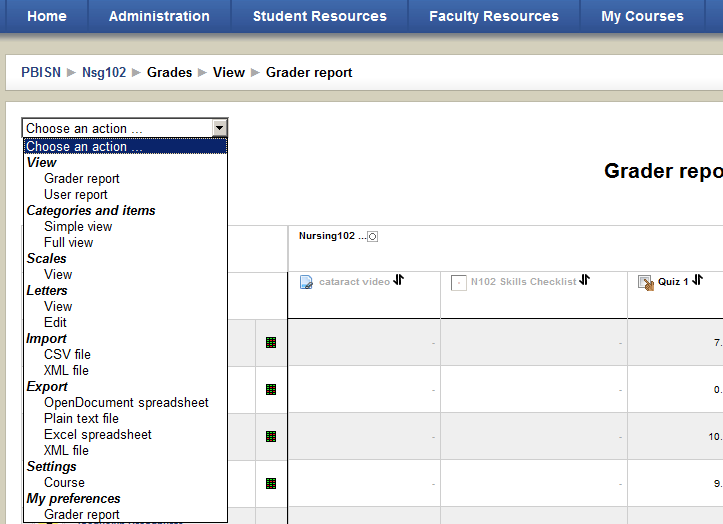 Home Administration Student Resources Faculty Resources My Courses
PBISN ► Nsg102 ► Grades ► View ► Grader report
Choose an action ...
Choose an action ...
View
Grader report
User report
Categories and items
Simple view
Full view
Scales
View
Letters
View
Edit
Import
CSV file
XML file
Export
OpenDocument spreadsheet
Plain text file
Excel spreadsheet
XML file
Settings
Course
My preferences
Grader report
Grader repo
Nursing102 ...
cataract video N102 Skills Checklist Quiz 1
- - 7.
- - 0.
- - 10.
- - 9.